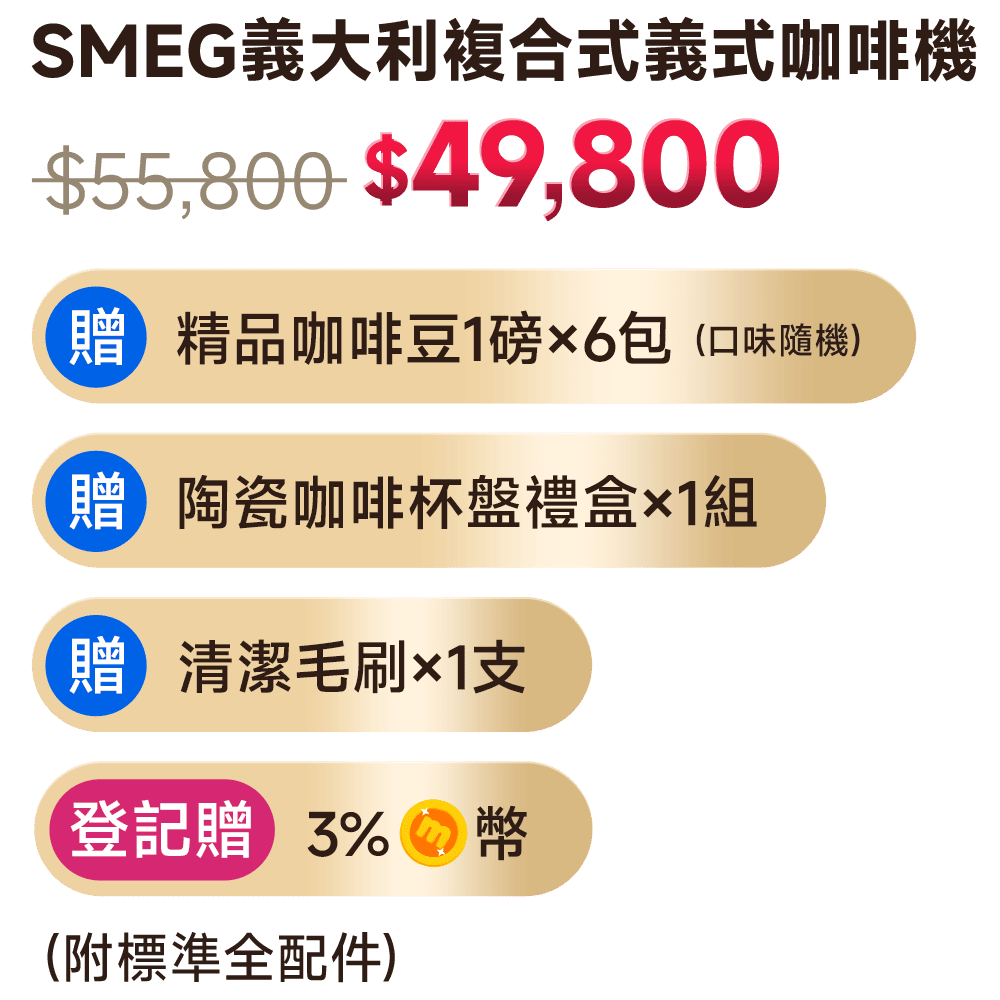 SMEG義大利複合式義式咖啡機
$55,800 $49,800
贈 精品咖啡豆1磅×6包 (口味隨機)
贈 陶瓷咖啡杯盤禮盒×1組
贈 清潔毛刷×1支
登記贈 3% m 幣
(附標準全配件)